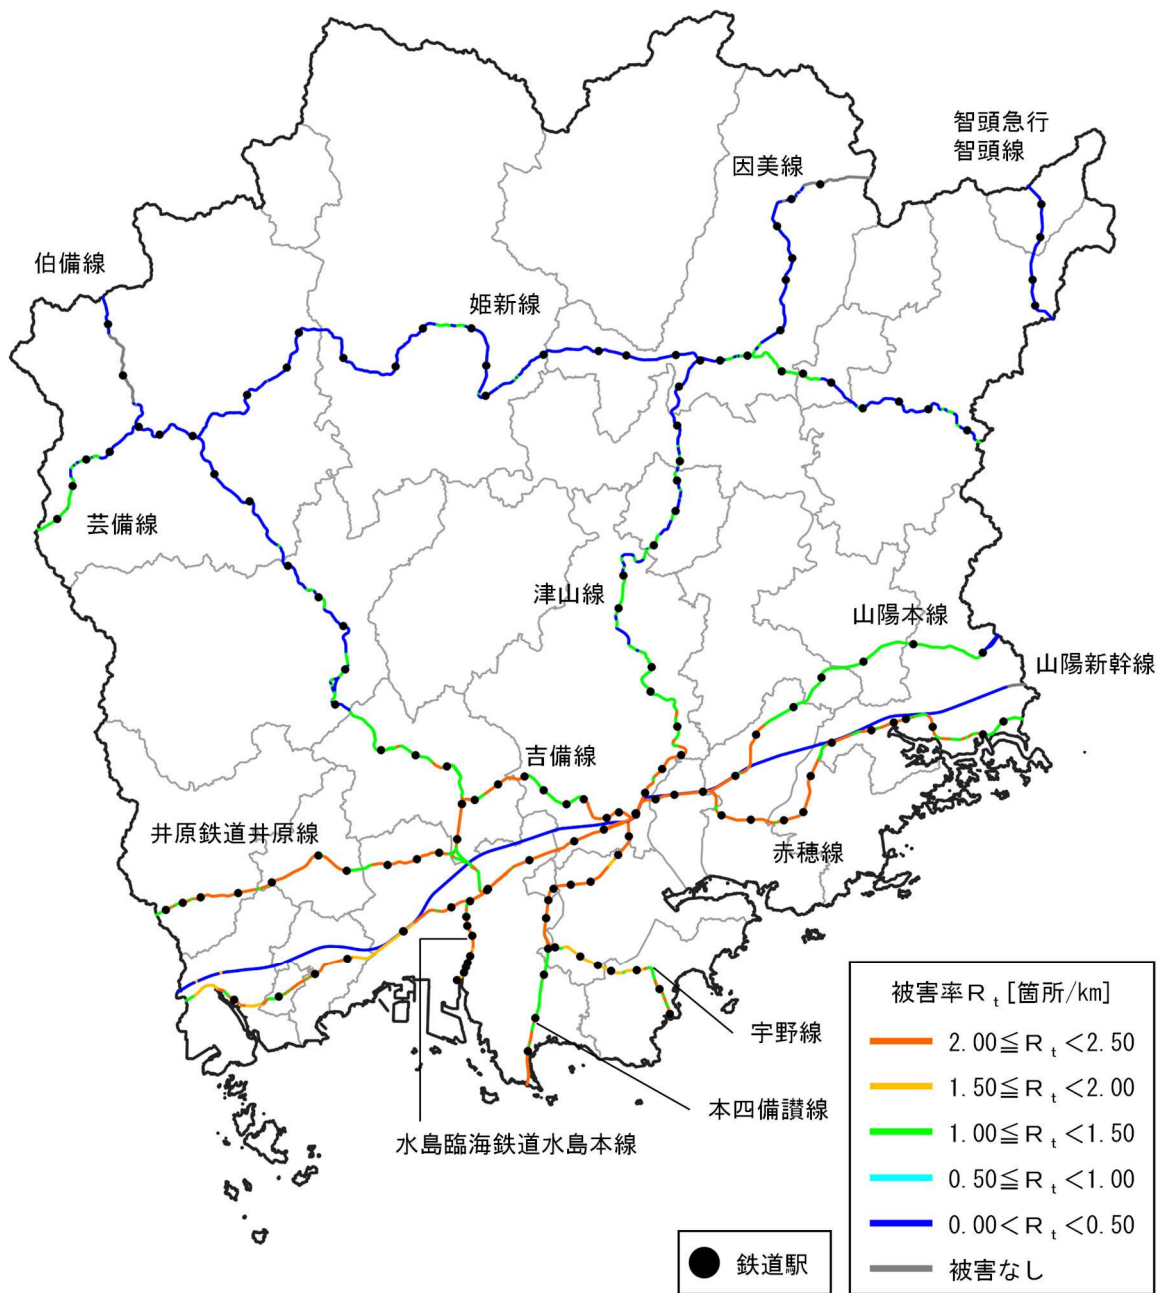 智頭急行
智頭線
因美線
伯備線
姫新線
芸備線
津山線
山陽本線
山陽新幹線
吉備線
井原鉄道井原線
赤穂線
宇野線
本四備讃線
水島臨海鉄道水島本線
被害率Ｒｔ[箇所/km]
2.00≦Ｒｔ<2.50
1.50≦Ｒｔ<2.00
1.00≦Ｒｔ<1.50
0.50≦Ｒｔ<1.00
0.00<Ｒｔ<0.50
被害なし
鉄道駅